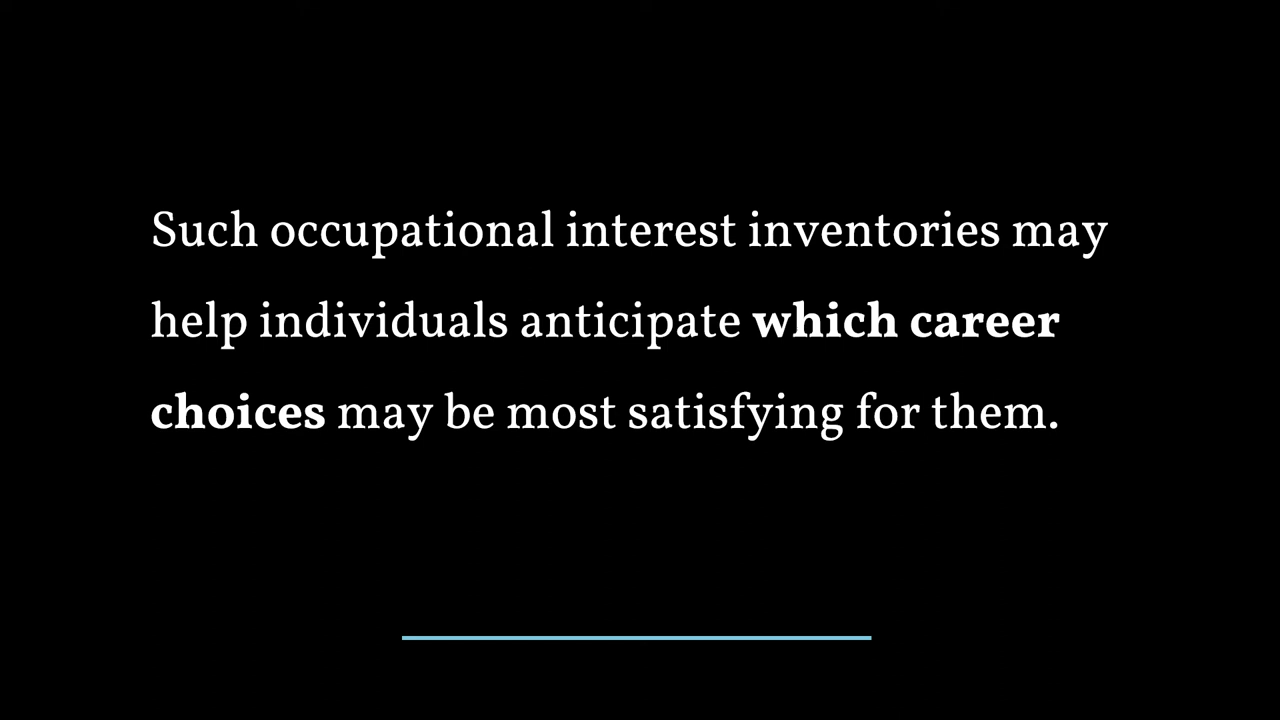 Such occupational interest inventories may
help individuals anticipate which career
choices may be most satisfying for them.